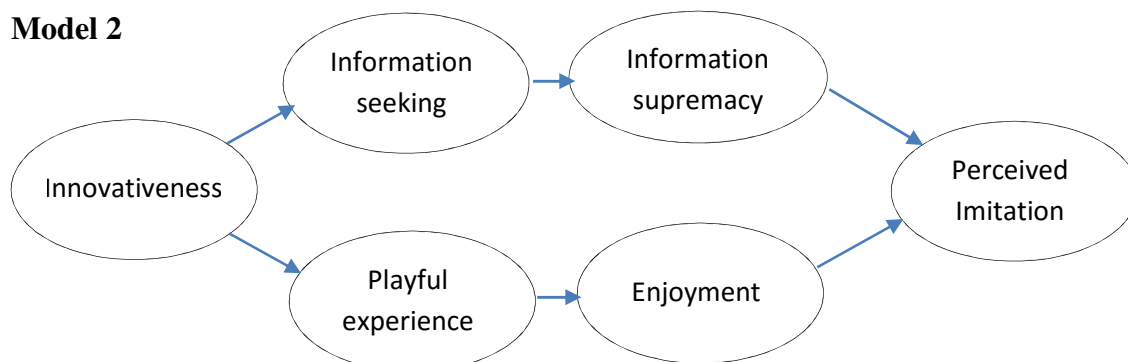 Model 2
Information
seeking
Information
supremacy
Innovativeness
Perceived
Imitation
Playful
experience
Enjoyment